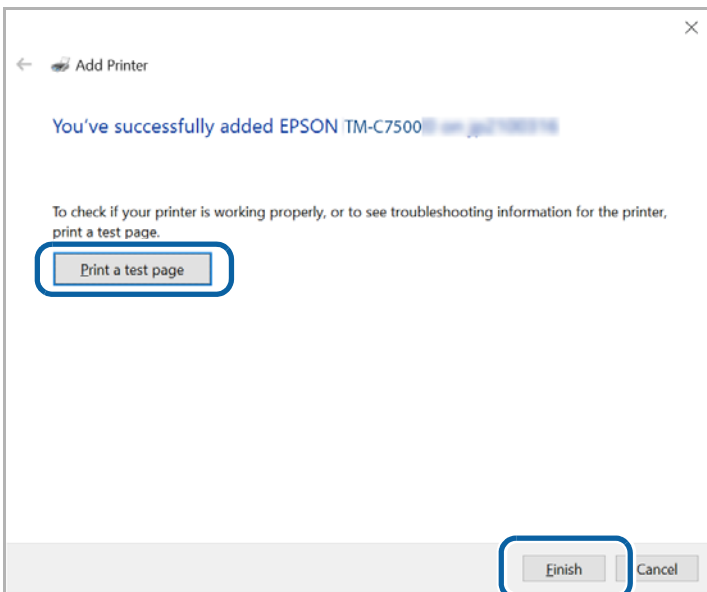 Add Printer
You've successfully added EPSON TM-C7500
To check if your printer is working properly, or to see troubleshooting information for the printer,
print a test page.
Print a test page
Finish
Cancel